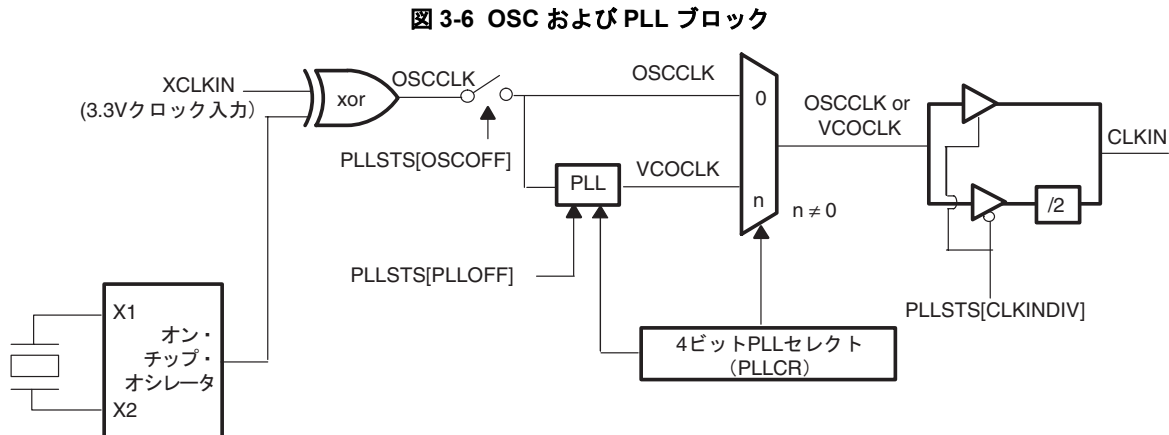 図 3-6 OSC および PLL ブロック
XCLKIN
(3.3Vクロック入力)
xor
OSCCLK
PLLSTS[OSCOFF]
OSCCLK
PLL
VCOCLK
0
n
n ≠ 0
OSCCLK or
VCOCLK
CLKIN
/2
PLLSTS[PLLOFF]
PLLSTS[CLKINDIV]
4ビットPLLセレクト
(PLLCR)
X1
オン・
チップ・
オシレータ
X2